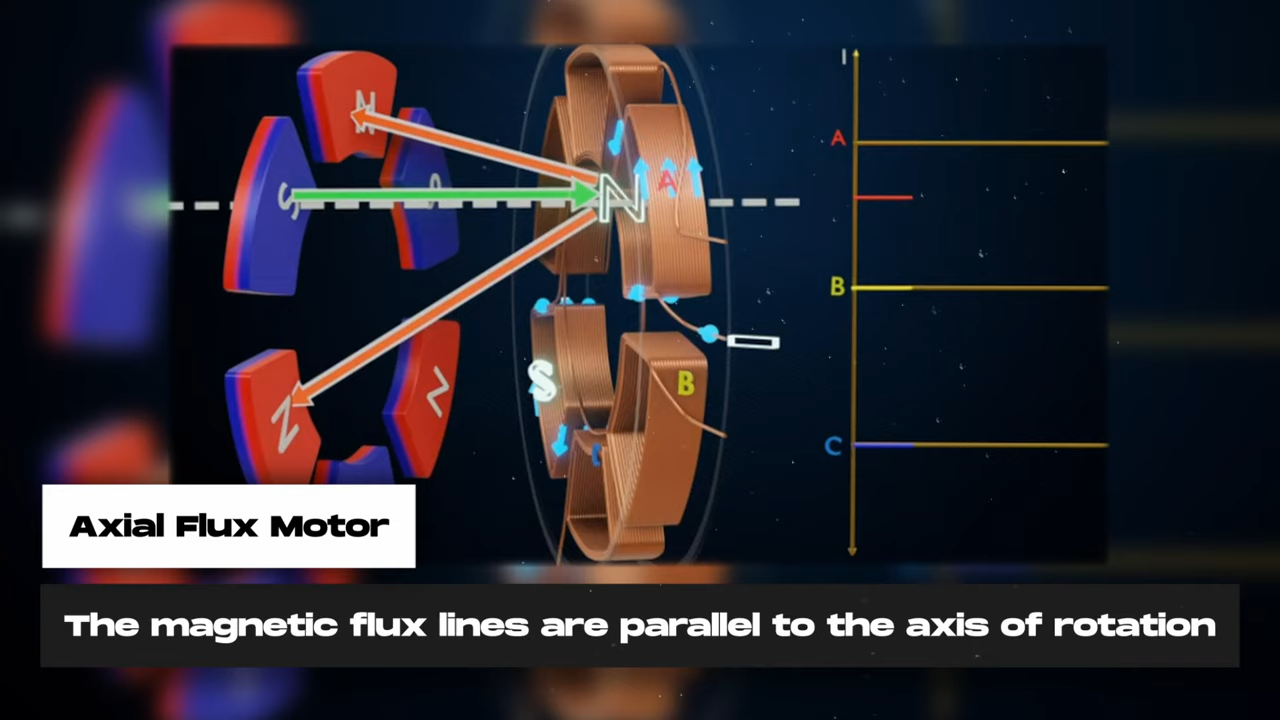 N
I
A
S
S
N
A
B
S
B
N
N
C
Axial Flux Motor
The magnetic flux lines are parallel to the axis of rotation